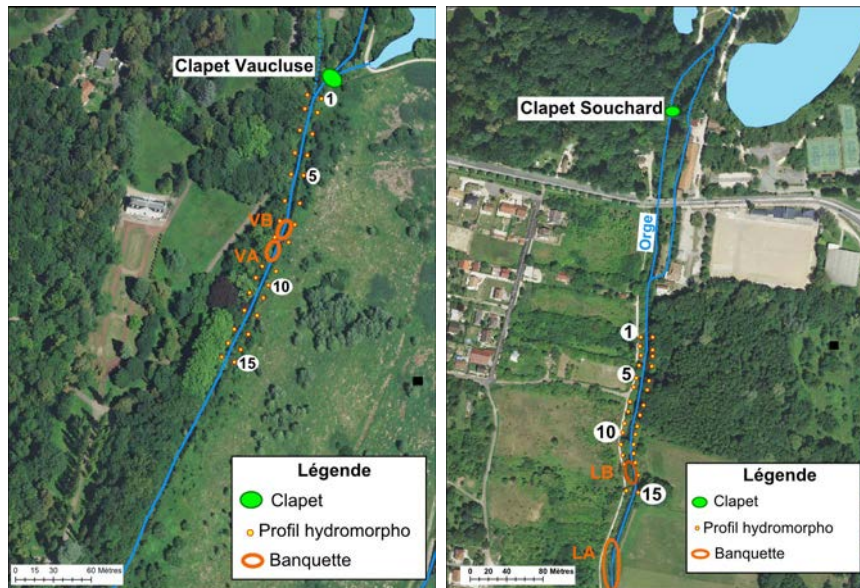 Clapet Vaucluse
1
5
VB
VA
10
15
Légende
Clapet
Profil hydromorpho
Banquette
0 15 30 60 Mètres
Clapet Souchard
Orge
1
5
10
LB
15
LA
Légende
Clapet
Profil hydromorpho
Banquette
0 20 40 80 Mètres